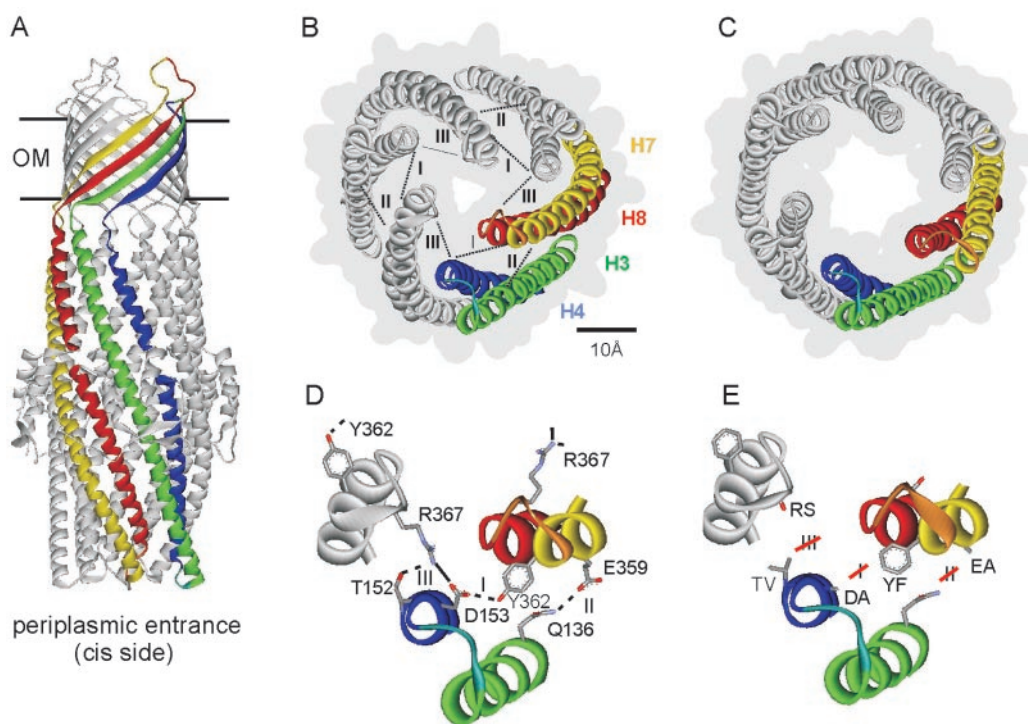 A
OM
periplasmic entrance
(cis side)
B
II
III
I
I
H7
II
III
H8
III
I
II
H3
H4
10Å
C
D
Y362
R367
R367
III
E359
T152
I
D153
Y362
II
Q136
E
RS
III
TV
I
YF
II
EA
DA